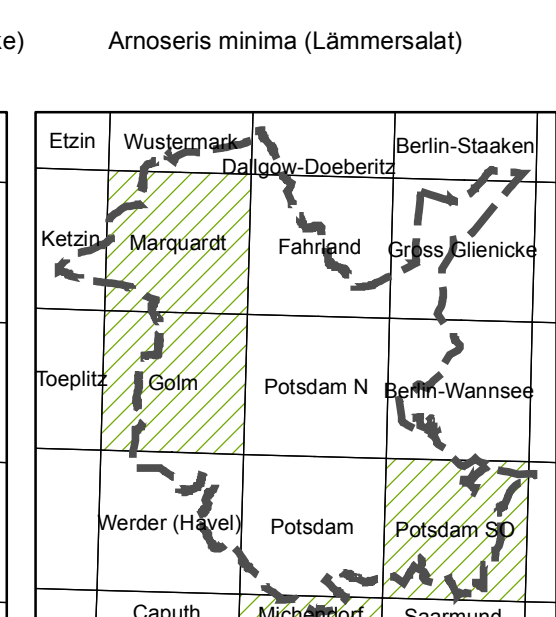 ke)
Arnoseris minima (Lämmersalat)
Etzin
Wustermark
Berlin-Staaken
Dallgow-Doeberitz
Ketzin
Marquardt
Fahrland
Gross Glienicke
Toeplitz
Golm
Potsdam N
Berlin-Wannsee
Werder (Havel)
Potsdam
Potsdam SO
Caputh
Michendorf
Saarmund